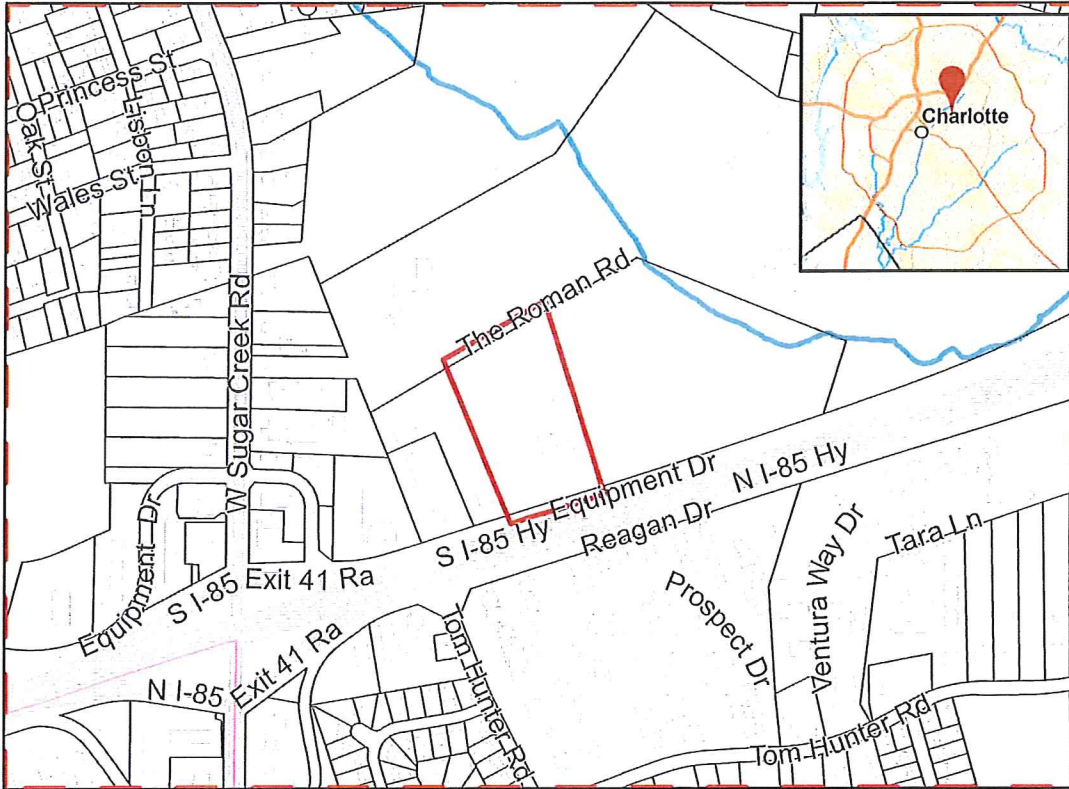 Princess St
Oak St
Lisbon Ln
Wales St
Charlotte
The Roman Rd
W Sugar Creek Rd
Equipment Dr
N I-85 Hy
S I-85 Hy
Reagan Dr
Tara Ln
Equipment Dr
S I-85 Exit 41 Ra
Prospect Dr
Ventura Way Dr
N I-85 Exit 41 Ra
Tom Hunter Rd
Tom Hunter Rd